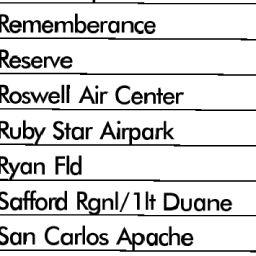 Rememberance
Reserve
Roswell Air Center
Ruby Star Airpark
Ryan Fld
Safford Rgnl/1lt Duane
San Carlos Apache